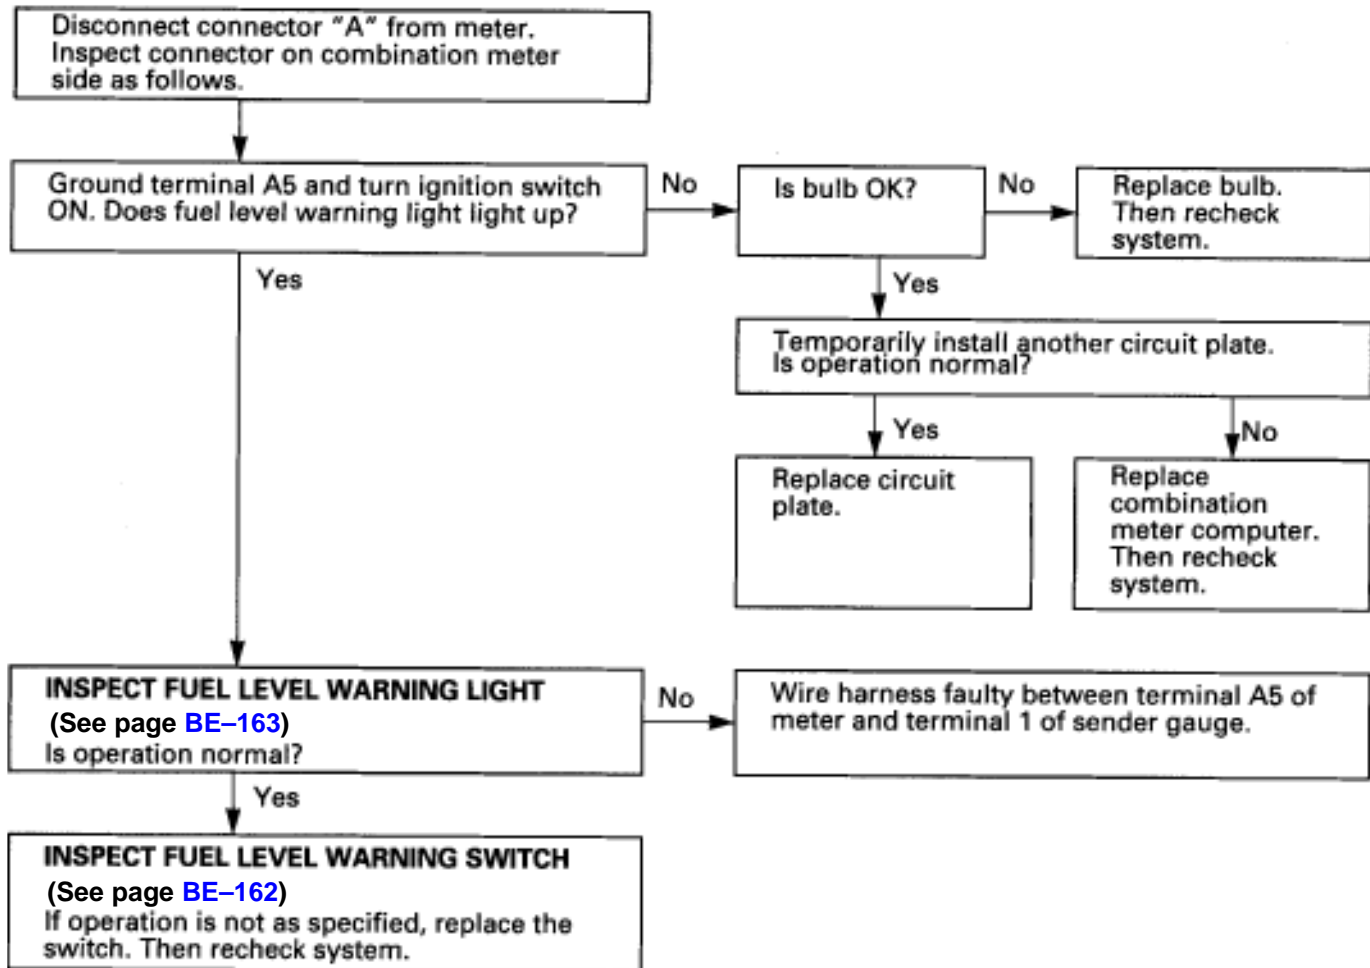 Disconnect connector "A" from meter.
Inspect connector on combination meter
side as follows.
Ground terminal A5 and turn ignition switch
ON. Does fuel level warning light light up?
No
Is bulb OK?
No
Replace bulb.
Then recheck
system.
Yes
Yes
Temporarily install another circuit plate.
Is operation normal?
Yes
No
Replace circuit
plate.
Replace
combination
meter computer.
Then recheck
system.
INSPECT FUEL LEVEL WARNING LIGHT
(See page BE–163)
Is operation normal?
No
Wire harness faulty between terminal A5 of
meter and terminal 1 of sender gauge.
Yes
INSPECT FUEL LEVEL WARNING SWITCH
(See page BE–162)
If operation is not as specified, replace the
switch. Then recheck system.